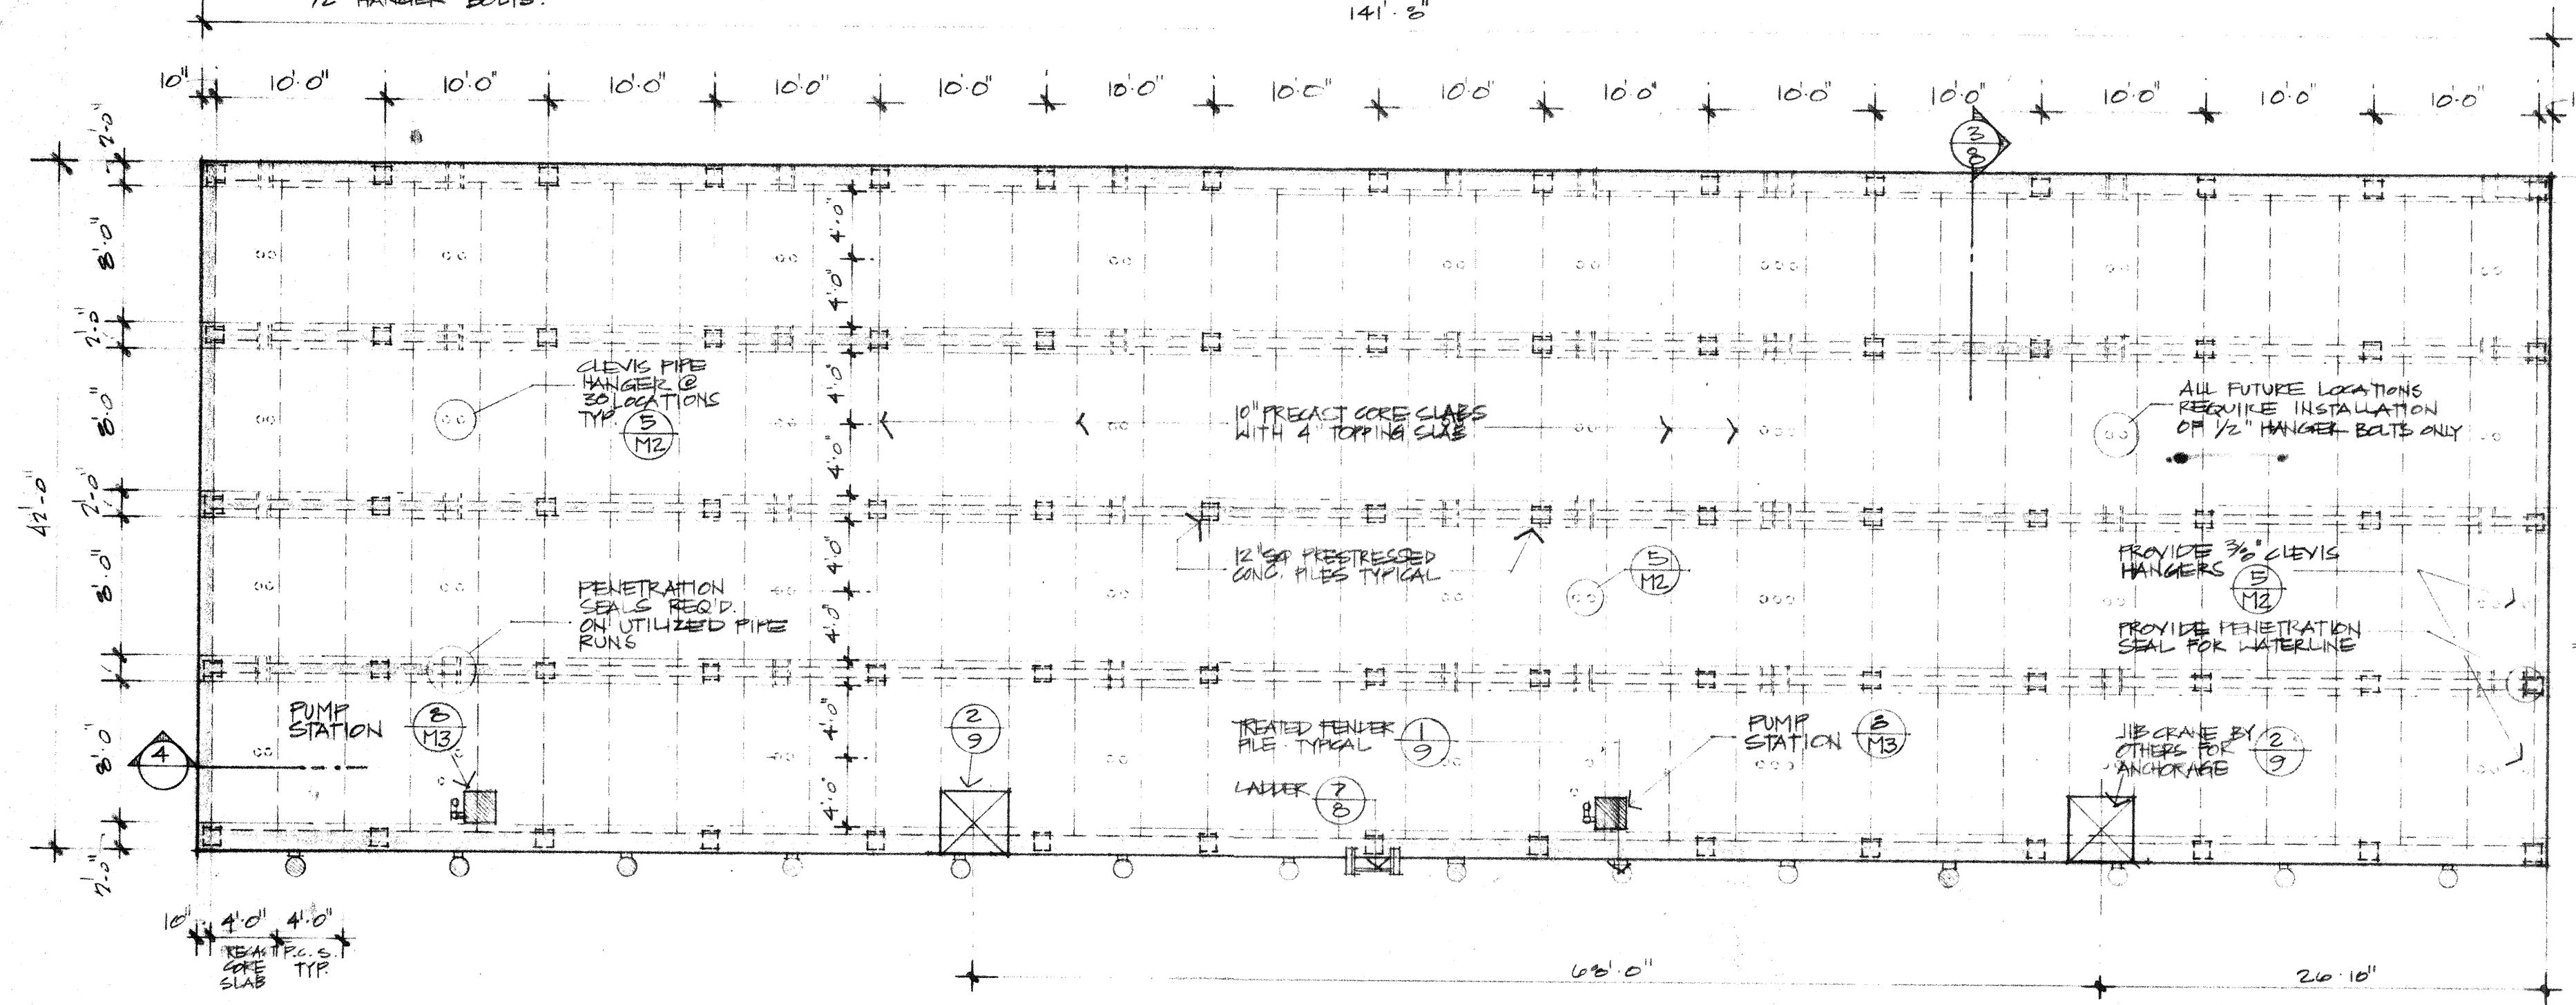 1/2" HANGER BOLTS.
141'-8"
10" 10'-0" 10'-0" 10'-0" 10'-0" 10'-0" 10'-0" 10'-0" 10'-0" 10'-0" 10'-0" 10'-0" 10'-0" 10'-0" 10'-0"
3
8
2'-0"
8'-0"
2'-0"
8'-0"
2'-0"
8'-0"
8'-0"
2'-0"
42'-0"
4'-0"
4'-0"
4'-0"
4'-0"
4'-0"
4'-0"
4'-0"
4'-0"
CLEVIS PIPE
HANGER @
30 LOCATIONS
TYP.
5
M2
10" PRECAST CORE SLABS
WITH 4" TOPPING SLAB
ALL FUTURE LOCATIONS
REQUIRE INSTALLATION
OF 1/2" HANGER BOLTS ONLY
12" SQ PRESTRESSED
CONC. PILES TYPICAL
5
M2
PROVIDE 3/8" CLEVIS
HANGERS
5
M2
PROVIDE PENETRATION
SEAL FOR WATERLINE
PENETRATION
SEALS REQ'D.
ON UTILIZED PIPE
RUNS
PUMP
STATION
8
M3
4
2
9
TREATED FENDER
PILE TYPICAL
1
9
LADDER
7
8
PUMP
STATION
8
M3
JIB CRANE BY
OTHERS FOR
ANCHORAGE
2
9
10" 4'-0" 4'-0"
CORE
SLAB
P.C.S.
TYP.
68'-0"
26'-10"